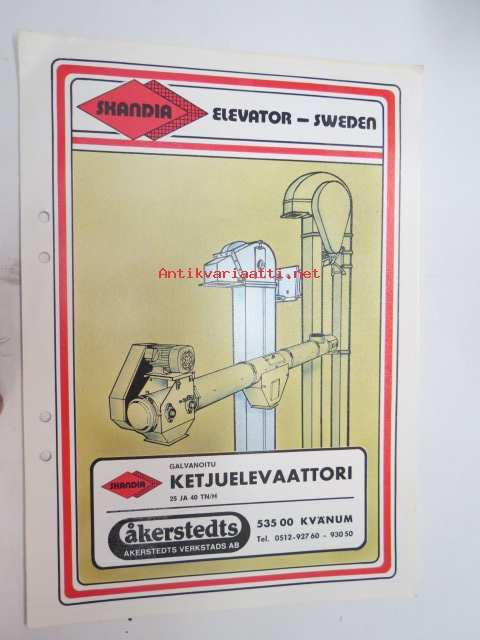 SKANDIA
ELEVATOR – SWEDEN
Antikvariaatti.net
GALVANOITU
SKANDIA
KETJUELEVAATTORI
25 JA 40 TN/H
åkerstedts
AKERSTEDTS VERKSTADS AB
535 00 KVÄNUM
Tel. 0512-927 60 - 930 50